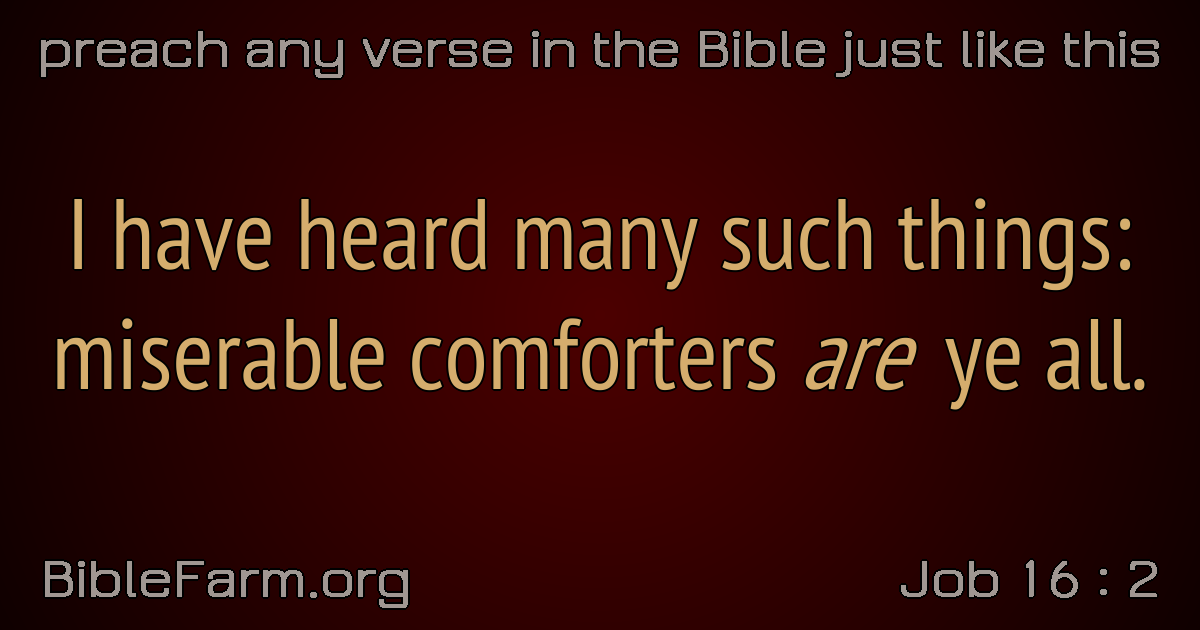 preach any verse in the Bible just like this
I have heard many such things:
miserable comforters are ye all.
BibleFarm.org
Job 16 : 2